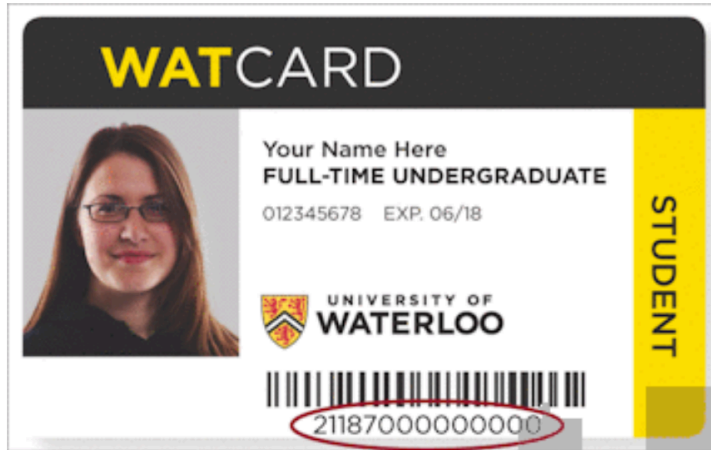 WATCARD
Your Name Here
FULL-TIME UNDERGRADUATE
012345678 EXP. 06/18
STUDENT
UNIVERSITY OF
WATERLOO
21187000000000